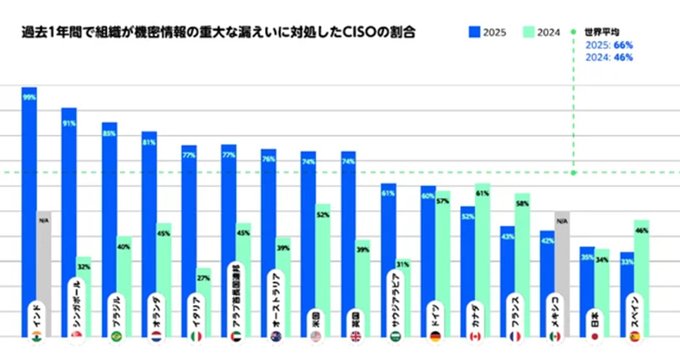 過去1年間で組織が機密情報の重大な漏えいに対処したCISOの割合
2025
2024
世界平均
2025: 66%
2024: 46%
99%
N/A
インド
91%
32%
シンガポール
85%
40%
ブラジル
81%
45%
オランダ
77%
27%
イタリア
77%
45%
アラブ首長国連邦
76%
39%
オーストラリア
74%
52%
米国
74%
39%
英国
61%
31%
サウジアラビア
60%
57%
ドイツ
52%
61%
カナダ
43%
58%
フランス
42%
N/A
メキシコ
35%
34%
日本
33%
46%
スペイン